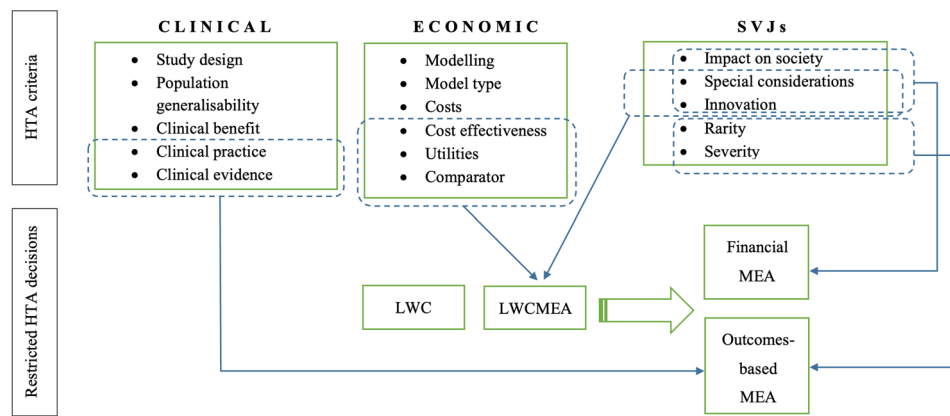 HTA criteria
CLINICAL
Study design
Population
generalisability
Clinical benefit
Clinical practice
Clinical evidence
ECONOMIC
Modelling
Model type
Costs
Cost effectiveness
Utilities
Comparator
SVJs
Impact on society
Special considerations
Innovation
Rarity
Severity
Restricted HTA decisions
LWC
LWCMEA
Financial
MEA
Outcomes-
based
MEA